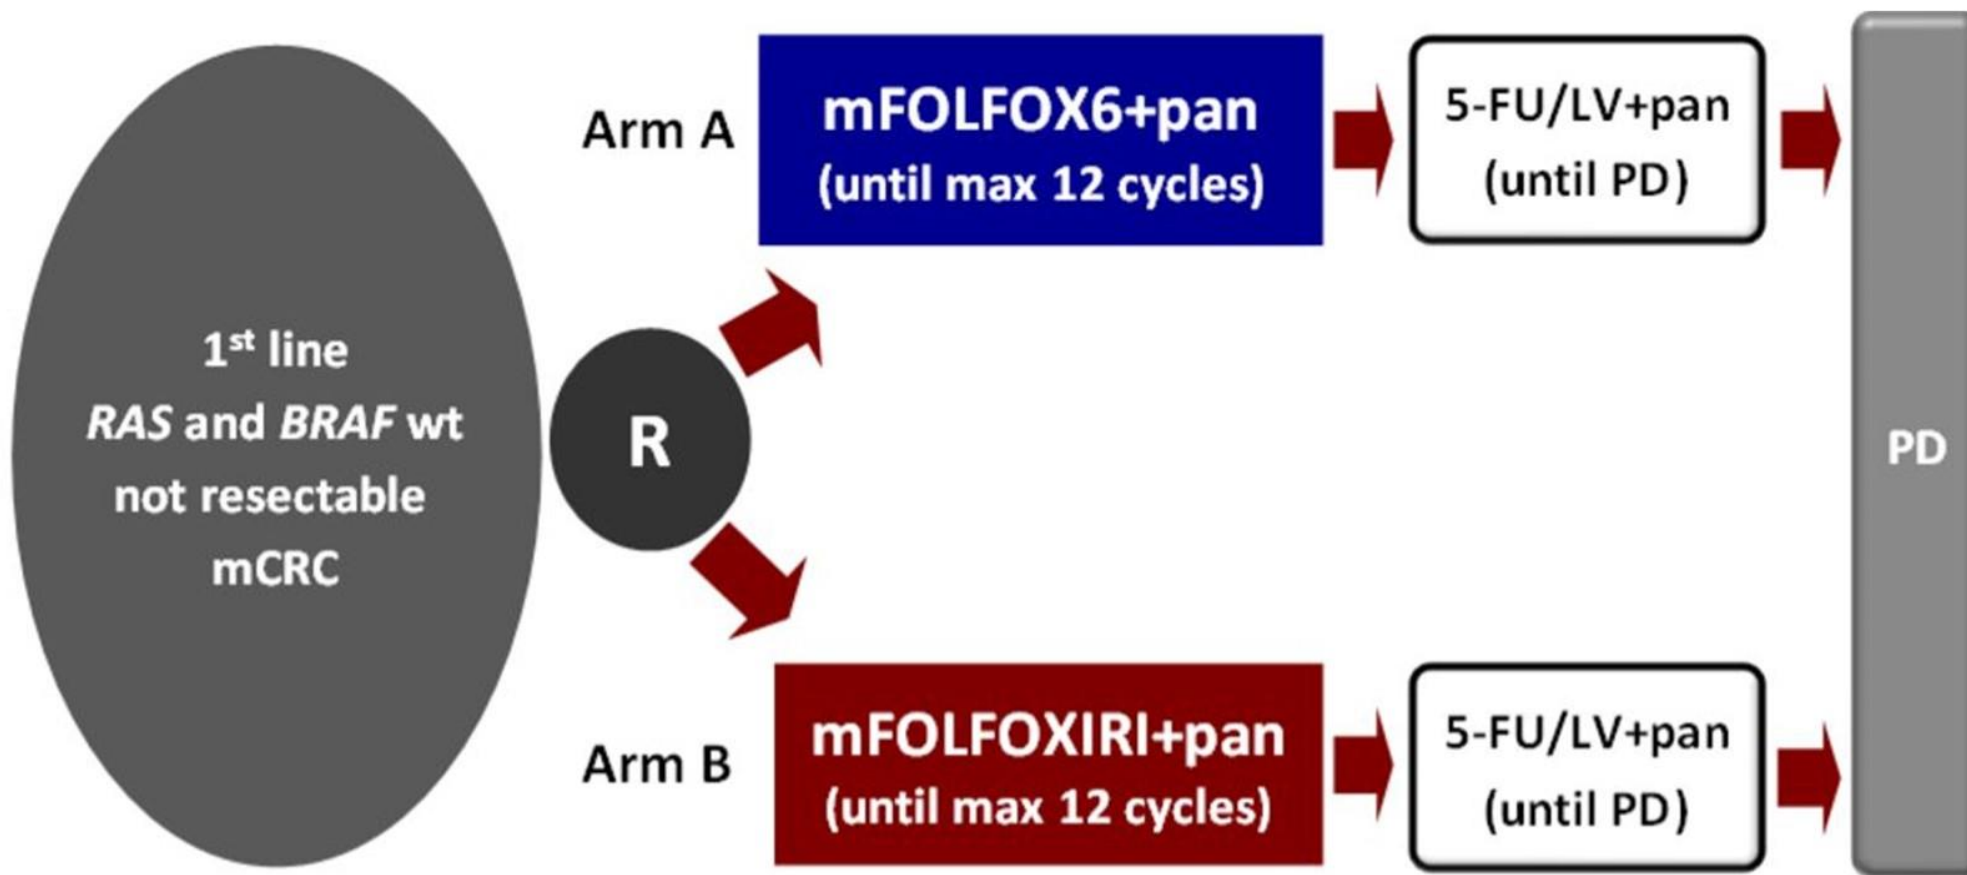 1st line
RAS and BRAF wt
not resectable
mCRC
R
Arm A
mFOLFOX6+pan
(until max 12 cycles)
5-FU/LV+pan
(until PD)
Arm B
mFOLFOXIRI+pan
(until max 12 cycles)
5-FU/LV+pan
(until PD)
PD